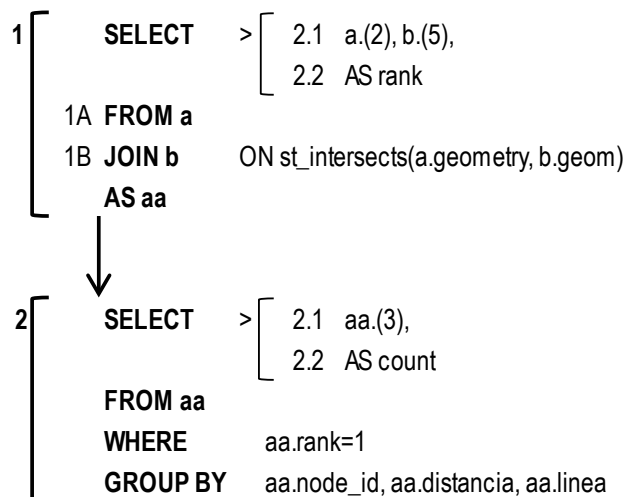 1 SELECT > 2.1 a.(2), b.(5),
2.2 AS rank
1A FROM a
1B JOIN b ON st_intersects(a.geometry, b.geom)
AS aa
2 SELECT > 2.1 aa.(3),
2.2 AS count
FROM aa
WHERE aa.rank=1
GROUP BY aa.node_id, aa.distancia, aa.linea